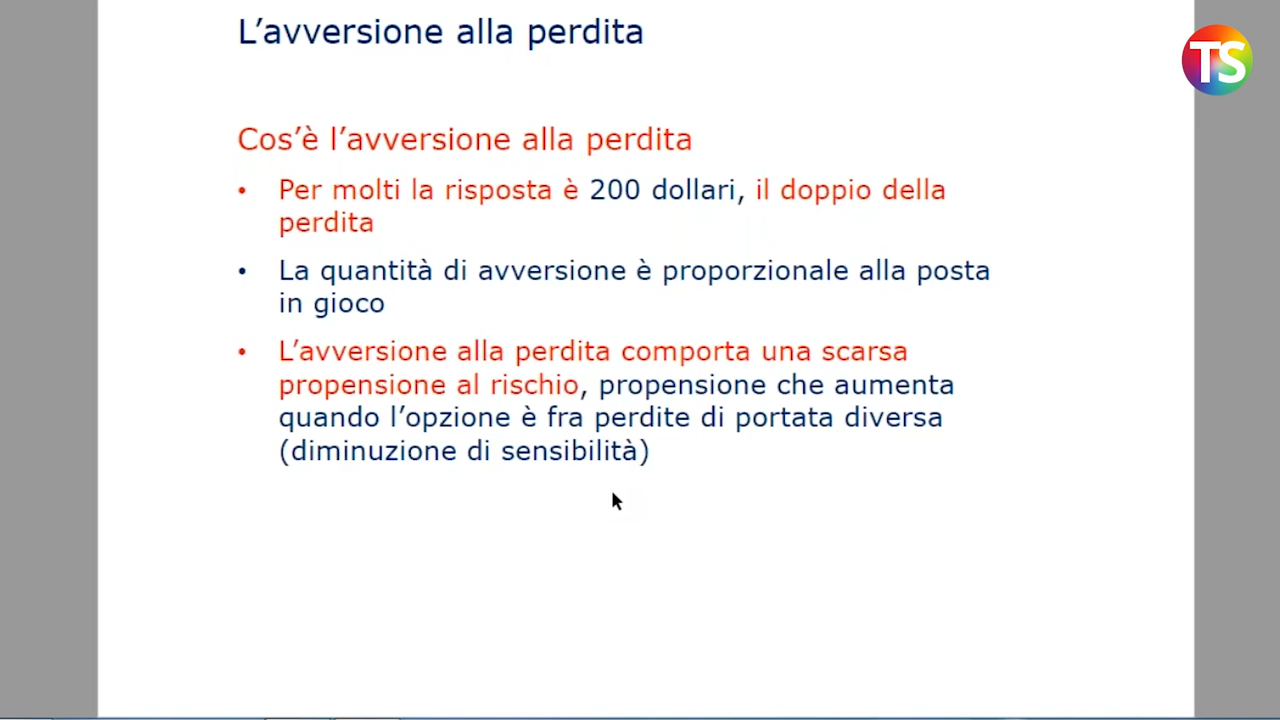 L’avversione alla perdita
TS
Cos’è l’avversione alla perdita
• Per molti la risposta è 200 dollari, il doppio della
perdita
• La quantità di avversione è proporzionale alla posta
in gioco
• L’avversione alla perdita comporta una scarsa
propensione al rischio, propensione che aumenta
quando l’opzione è fra perdite di portata diversa
(diminuzione di sensibilità)